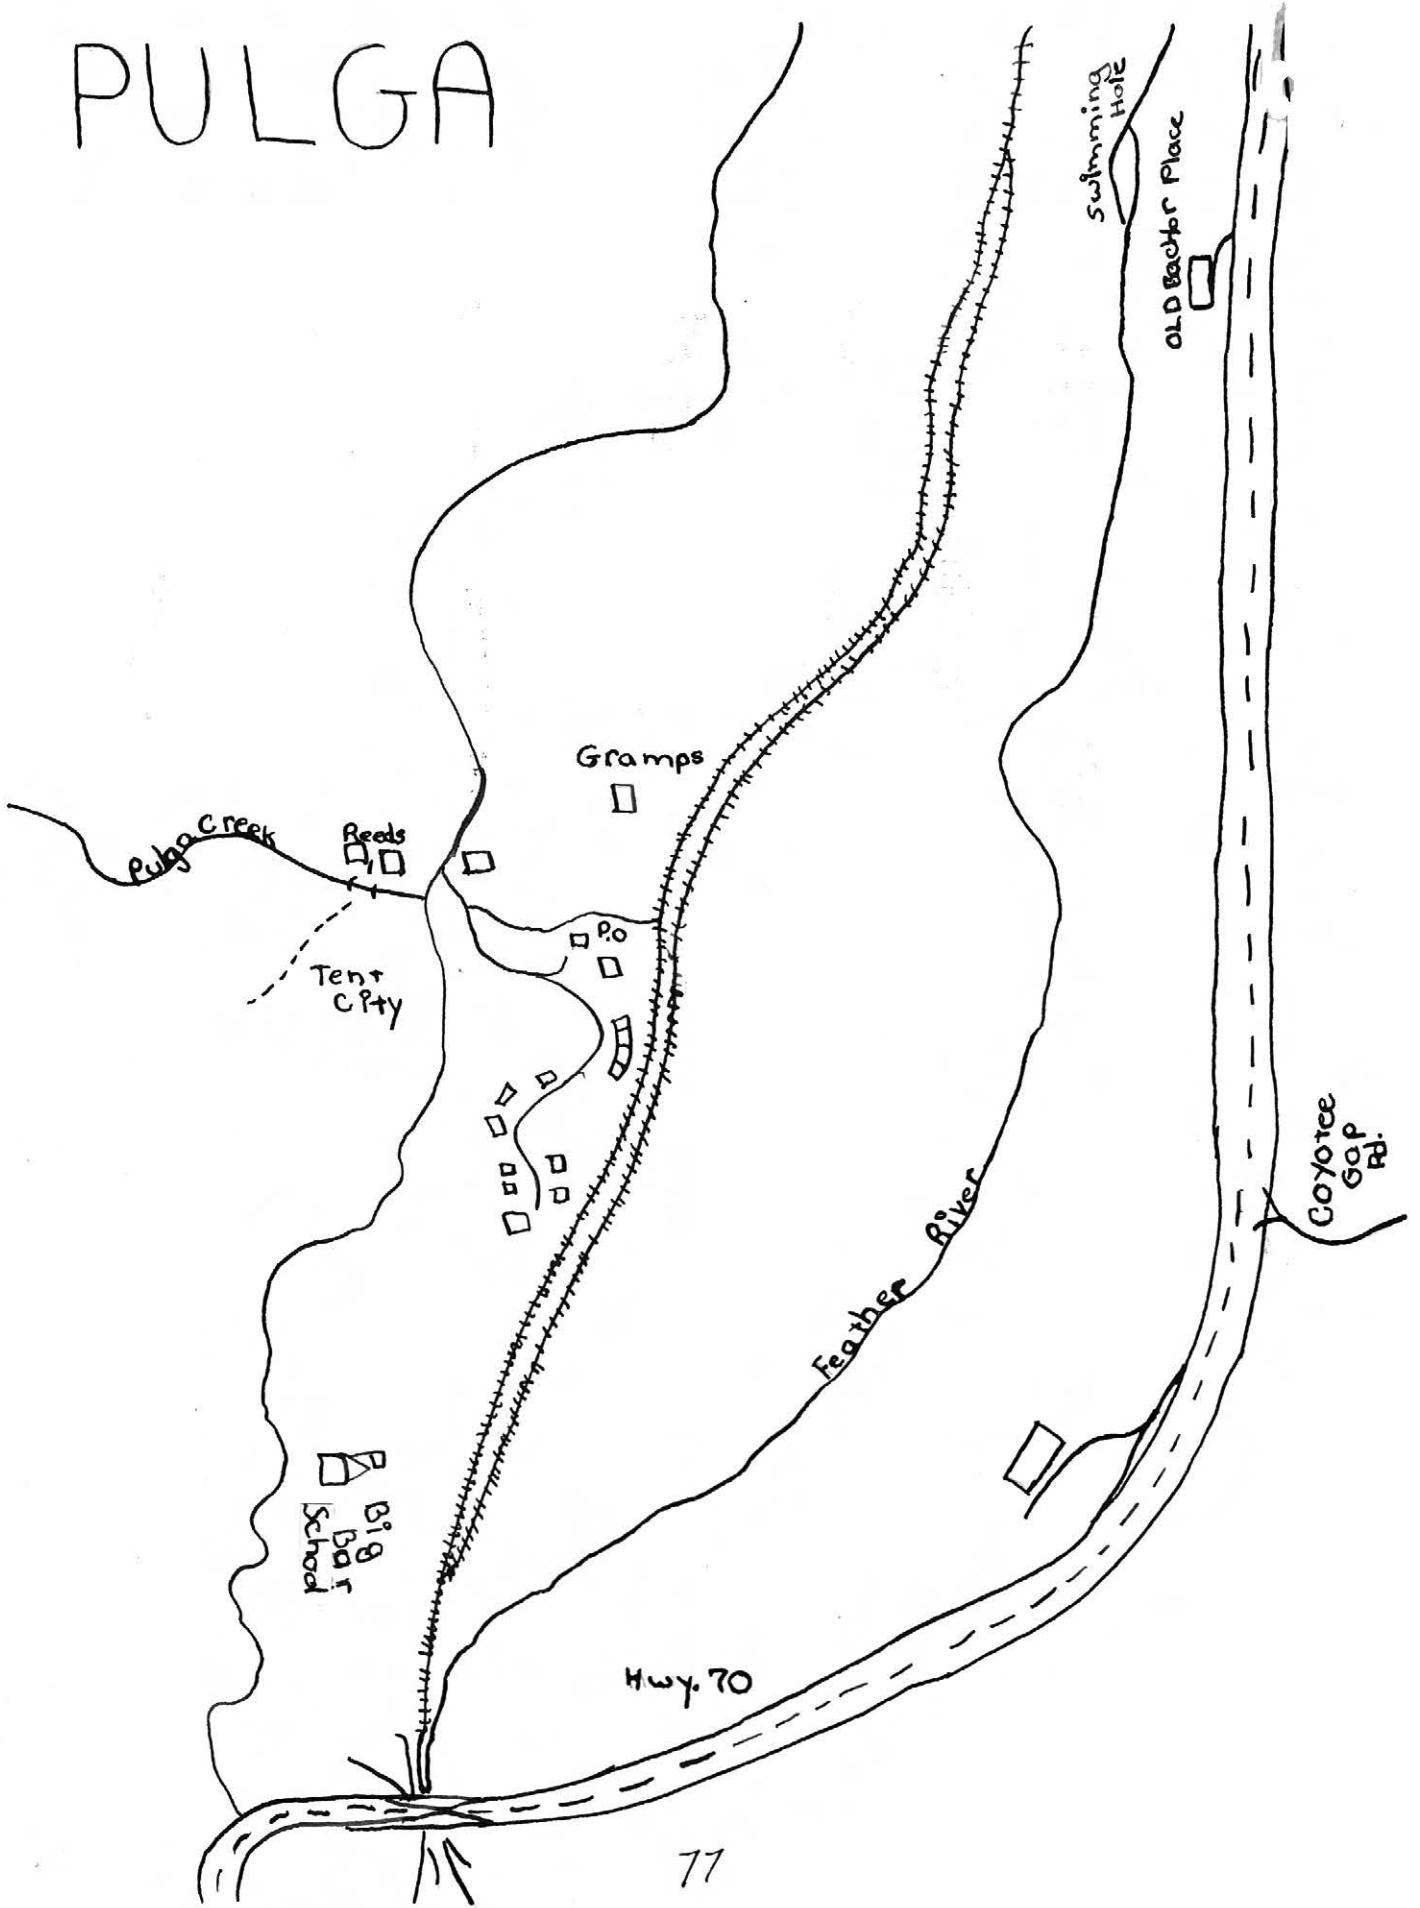 PULGA
Swimming
Hole
OLD Bachlor Place
Gramps
Pulga Creek
Reeds
P.O
Tent
City
Coyotee
Gap
Rd.
Feather River
Big
Bar
School
Hwy. 70
77